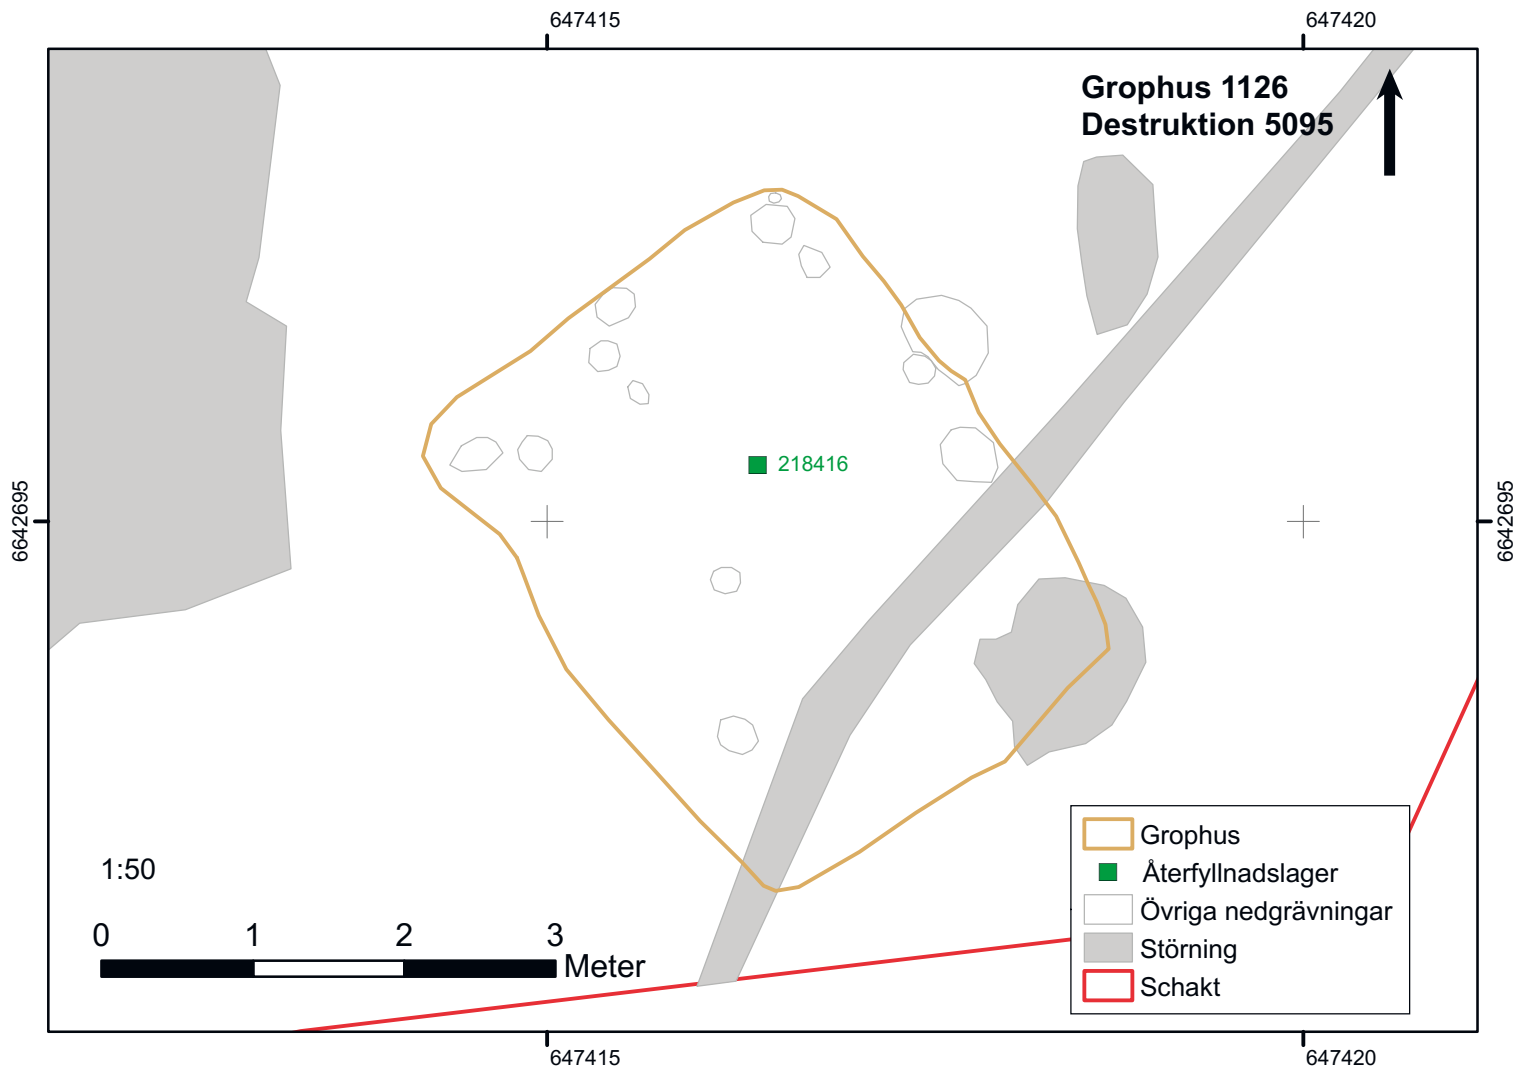 647415
647420
Grophus 1126
Destruktion 5095
218416
6642695
6642695
1:50
0 1 2 3
Meter
Grophus
Återfyllnadslager
Övriga nedgrävningar
Störning
Schakt
647415
647420